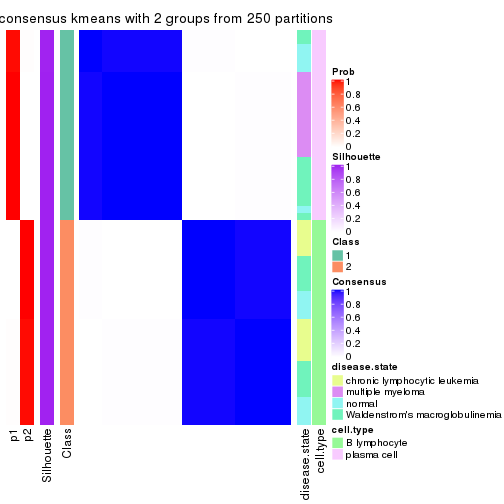 consensus kmeans with 2 groups from 250 partitions
Prob
1
0.8
0.6
0.4
0.2
0
Silhouette
1
0.8
0.6
0.4
0.2
0
Class
1
2
Consensus
1
0.8
0.6
0.4
0.2
0
disease.state
chronic lymphocytic leukemia
multiple myeloma
normal
Waldenstrom's macroglobulinemia
cell.type
B lymphocyte
plasma cell
p1
p2
Silhouette
Class
disease.state
cell.type